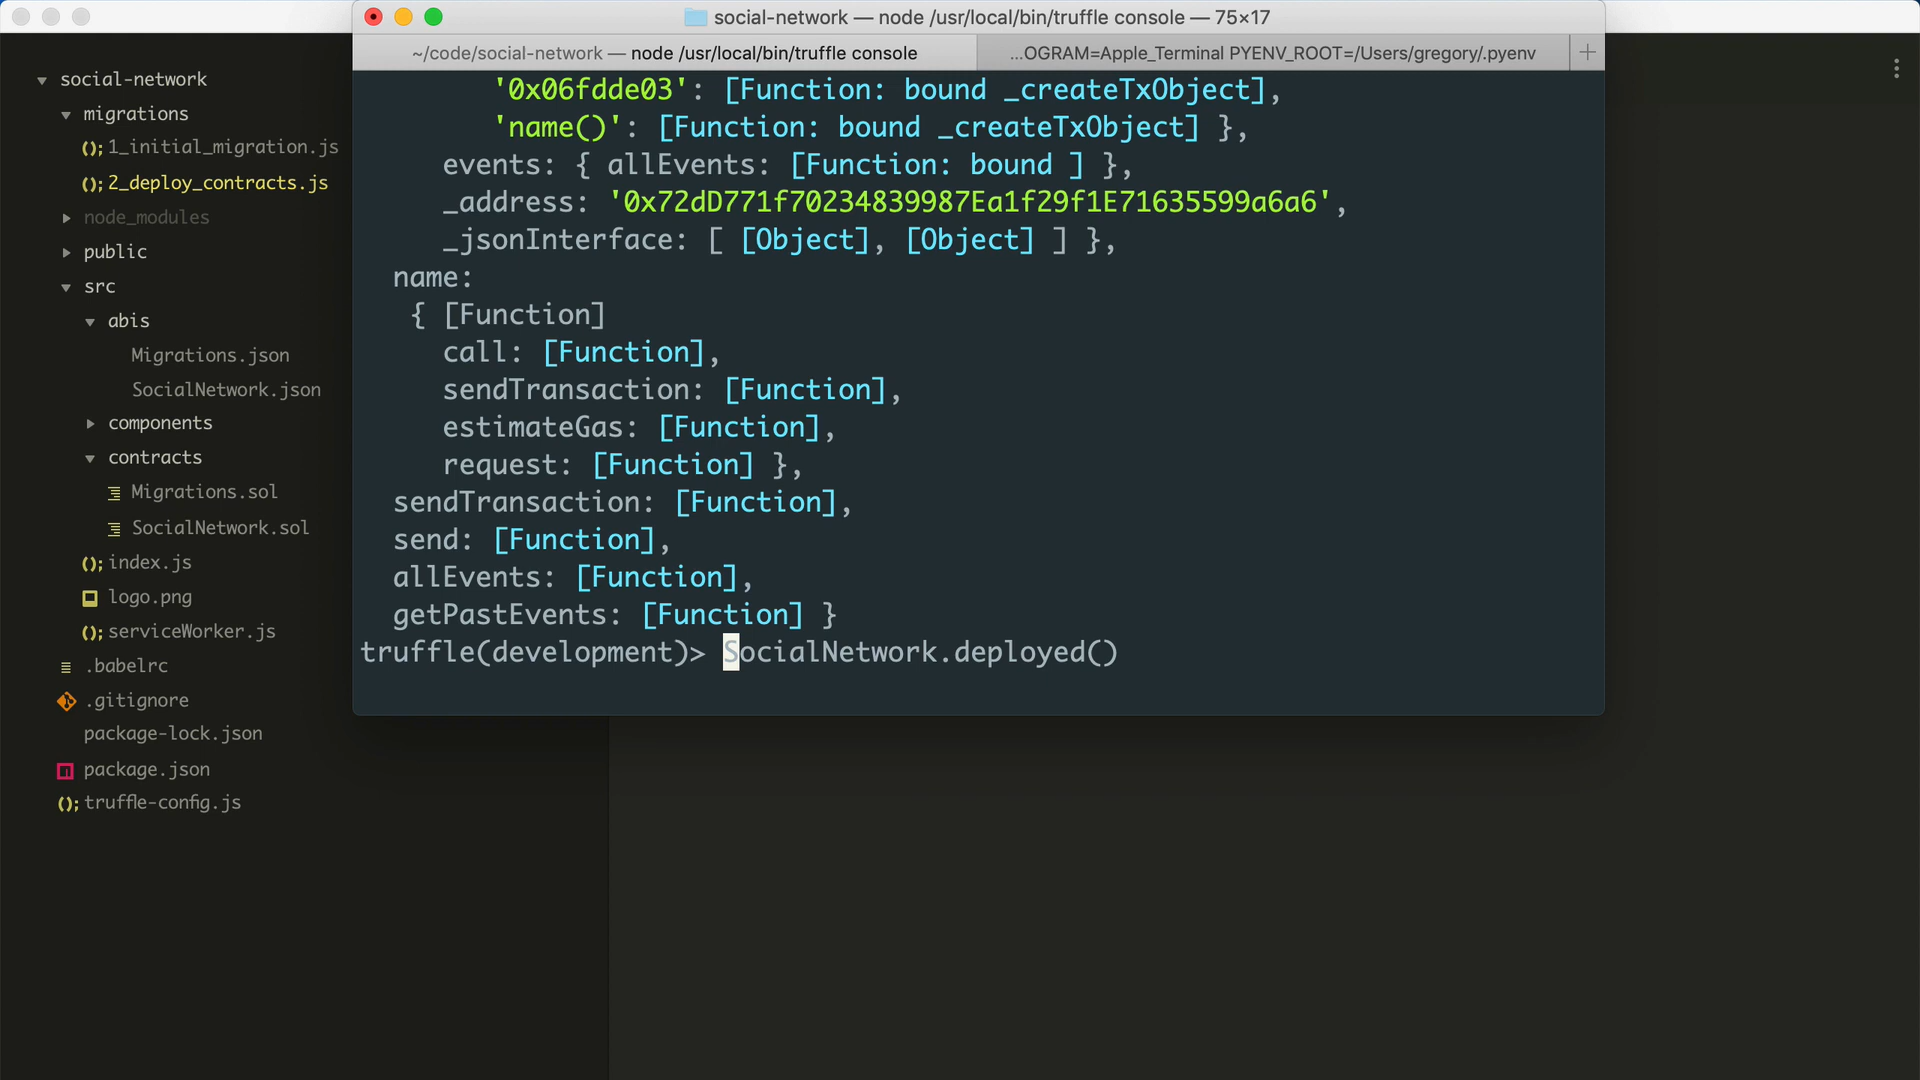 social-network — node /usr/local/bin/truffle console — 75×17
~/code/social-network — node /usr/local/bin/truffle console
...OGRAM=Apple_Terminal PYENV_ROOT=/Users/gregory/.pyenv
+
social-network
migrations
1_initial_migration.js
2_deploy_contracts.js
node_modules
public
src
abis
Migrations.json
SocialNetwork.json
components
contracts
Migrations.sol
SocialNetwork.sol
index.js
logo.png
serviceWorker.js
.babelrc
.gitignore
package-lock.json
package.json
truffle-config.js
'0x06fdde03': [Function: bound _createTxObject],
'name()': [Function: bound _createTxObject] },
events: { allEvents: [Function: bound ] },
_address: '0x72dD771f70234839987Ea1f29f1E71635599a6a6',
_jsonInterface: [ [Object], [Object] ] },
name:
{ [Function]
call: [Function],
sendTransaction: [Function],
estimateGas: [Function],
request: [Function] },
sendTransaction: [Function],
send: [Function],
allEvents: [Function],
getPastEvents: [Function] }
truffle(development)> SocialNetwork.deployed()